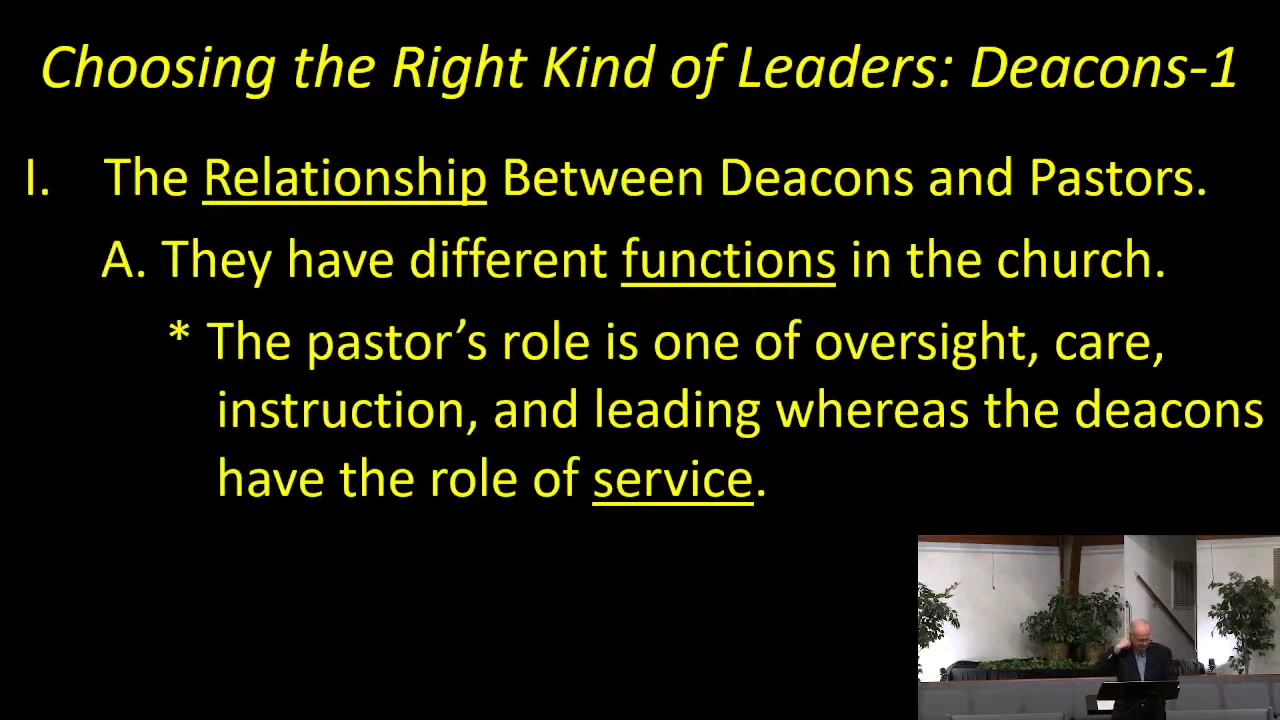 Choosing the Right Kind of Leaders: Deacons-1
I. The Relationship Between Deacons and Pastors.
A. They have different functions in the church.
* The pastor’s role is one of oversight, care,
instruction, and leading whereas the deacons
have the role of service.